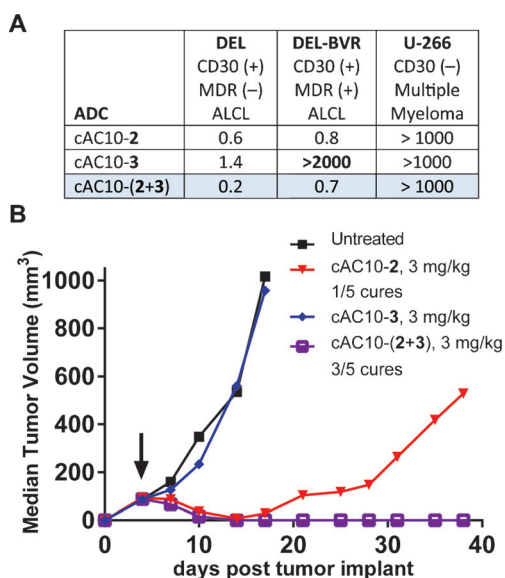 A
DEL DEL-BVR U-266
CD30 (+) CD30 (+) CD30 (–)
MDR (–) MDR (+) Multiple
ADC ALCL ALCL Myeloma
cAC10-2 0.6 0.8 > 1000
cAC10-3 1.4 >2000 >1000
cAC10-(2+3) 0.2 0.7 > 1000
B
Untreated
cAC10-2, 3 mg/kg
1/5 cures
cAC10-3, 3 mg/kg
cAC10-(2+3), 3 mg/kg
3/5 cures
Median Tumor Volume (mm³)
1000
800
600
400
200
0
0 10 20 30 40
days post tumor implant